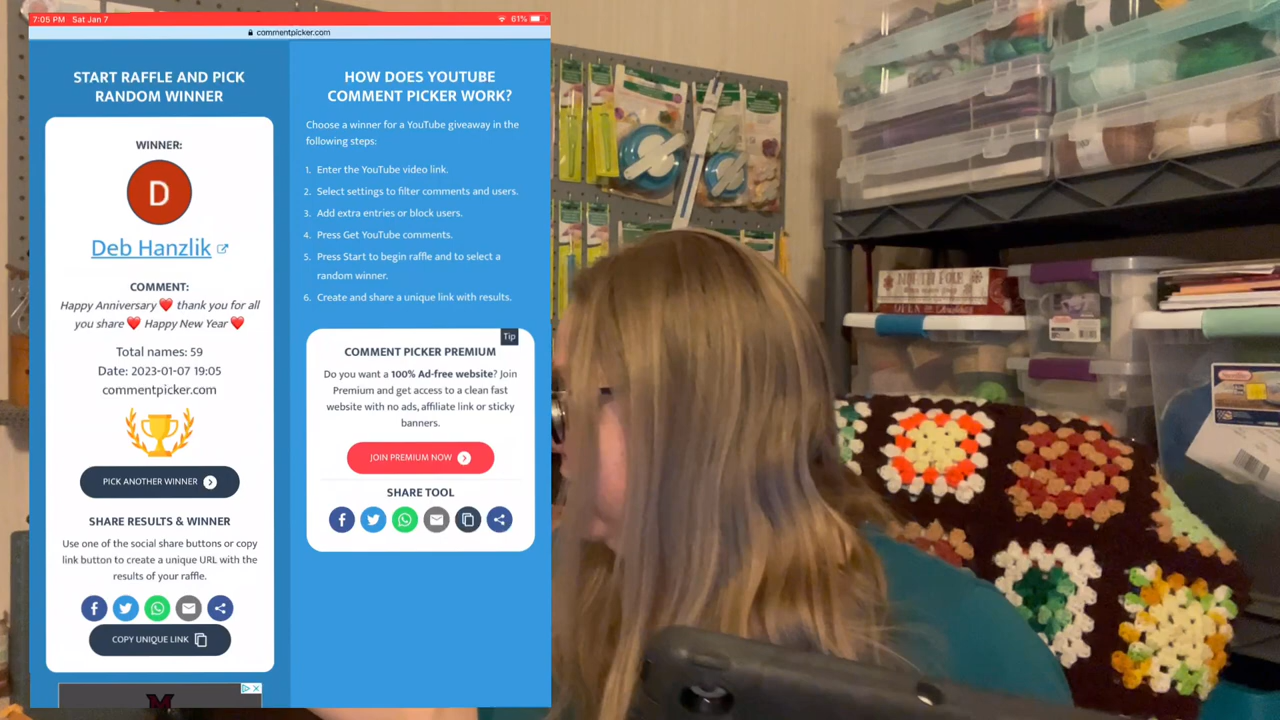 7:05 PM Sat Jan 7
61%
commentpicker.com
START RAFFLE AND PICK
RANDOM WINNER
WINNER:
D
Deb Hanzlik
COMMENT:
Happy Anniversary ❤️ thank you for all
you share ❤️ Happy New Year ❤️
Total names: 59
Date: 2023-01-07 19:05
commentpicker.com
PICK ANOTHER WINNER
SHARE RESULTS & WINNER
Use one of the social share buttons or copy
link button to create a unique URL with the
results of your raffle.
COPY UNIQUE LINK
HOW DOES YOUTUBE
COMMENT PICKER WORK?
Choose a winner for a YouTube giveaway in the
following steps:
1. Enter the YouTube video link.
2. Select settings to filter comments and users.
3. Add extra entries or block users.
4. Press Get YouTube comments.
5. Press Start to begin raffle and to select a
random winner.
6. Create and share a unique link with results.
Tip
COMMENT PICKER PREMIUM
Do you want a 100% Ad-free website? Join
Premium and get access to a clean fast
website with no ads, affiliate link or sticky
banners.
JOIN PREMIUM NOW
SHARE TOOL
NORTH POLE